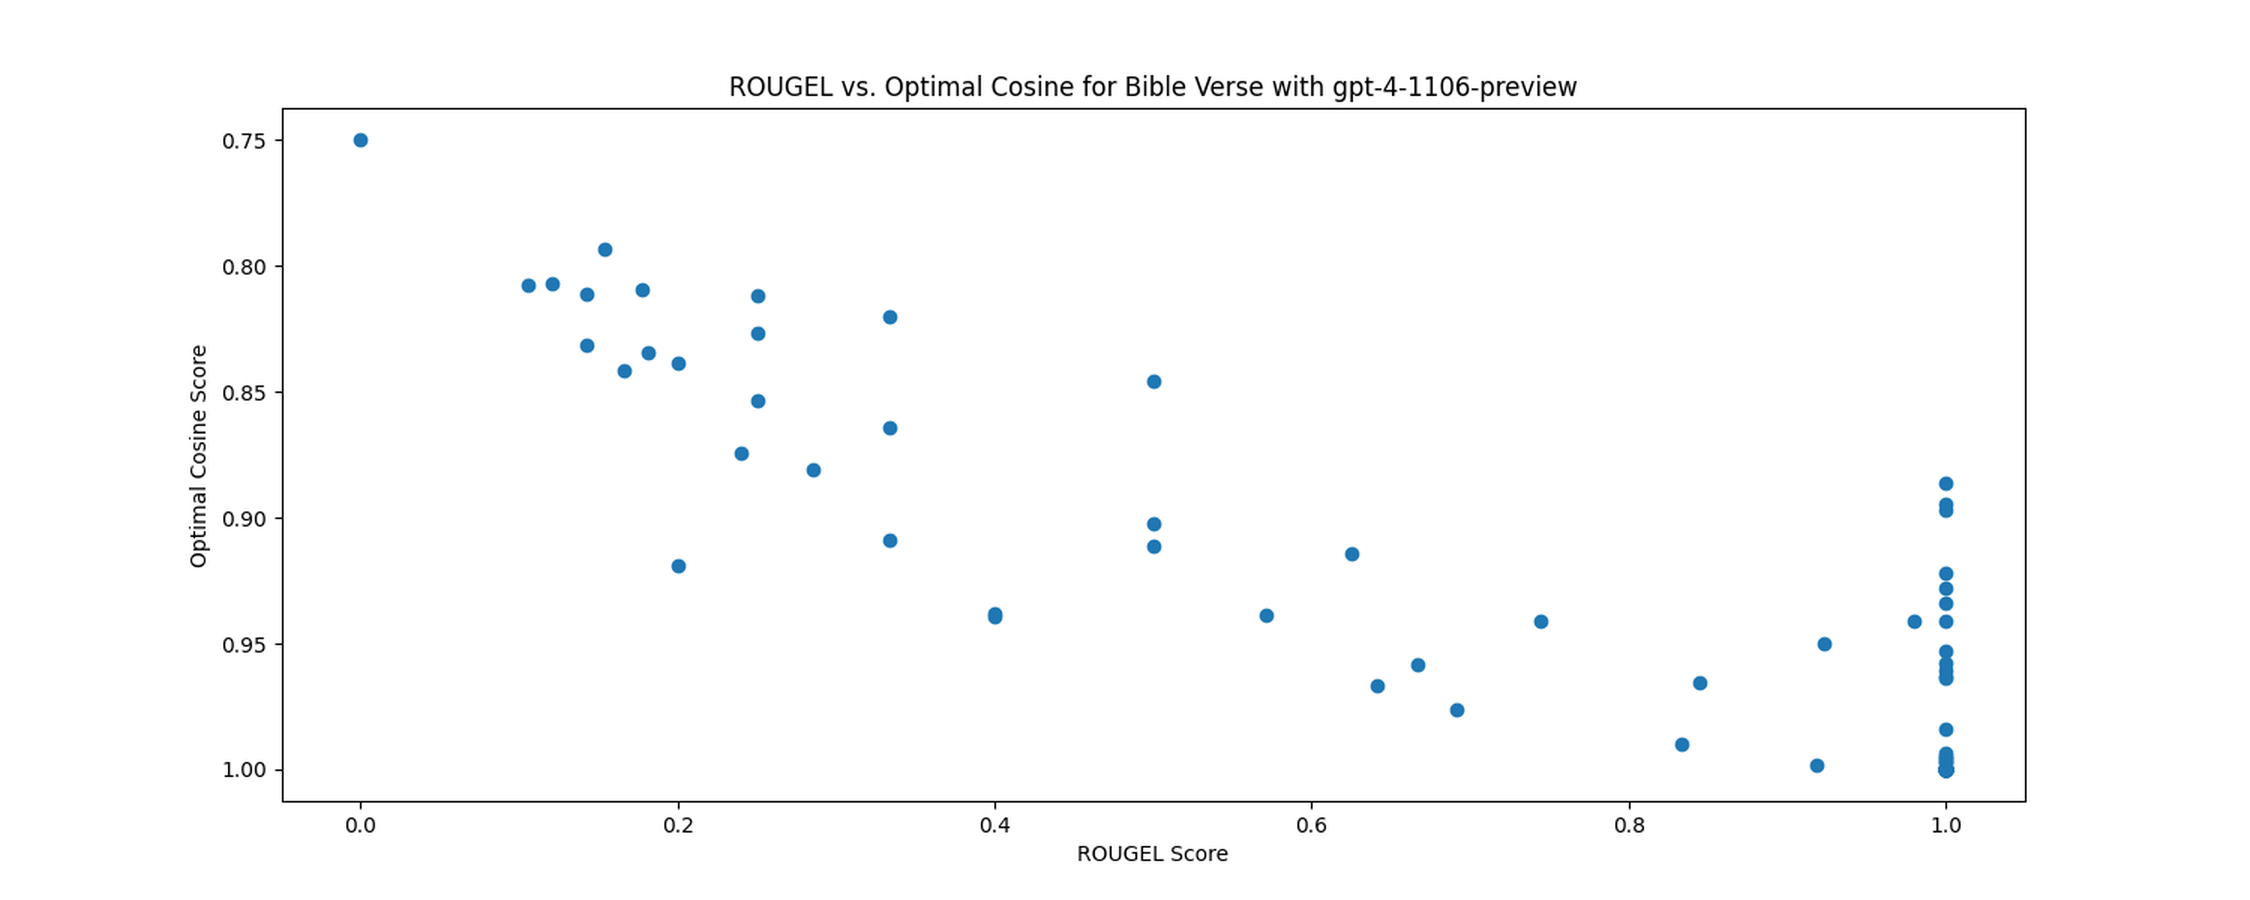 ROUGEL vs. Optimal Cosine for Bible Verse with gpt-4-1106-preview
Optimal Cosine Score
0.75
0.80
0.85
0.90
0.95
1.00
0.0 0.2 0.4 0.6 0.8 1.0
ROUGEL Score